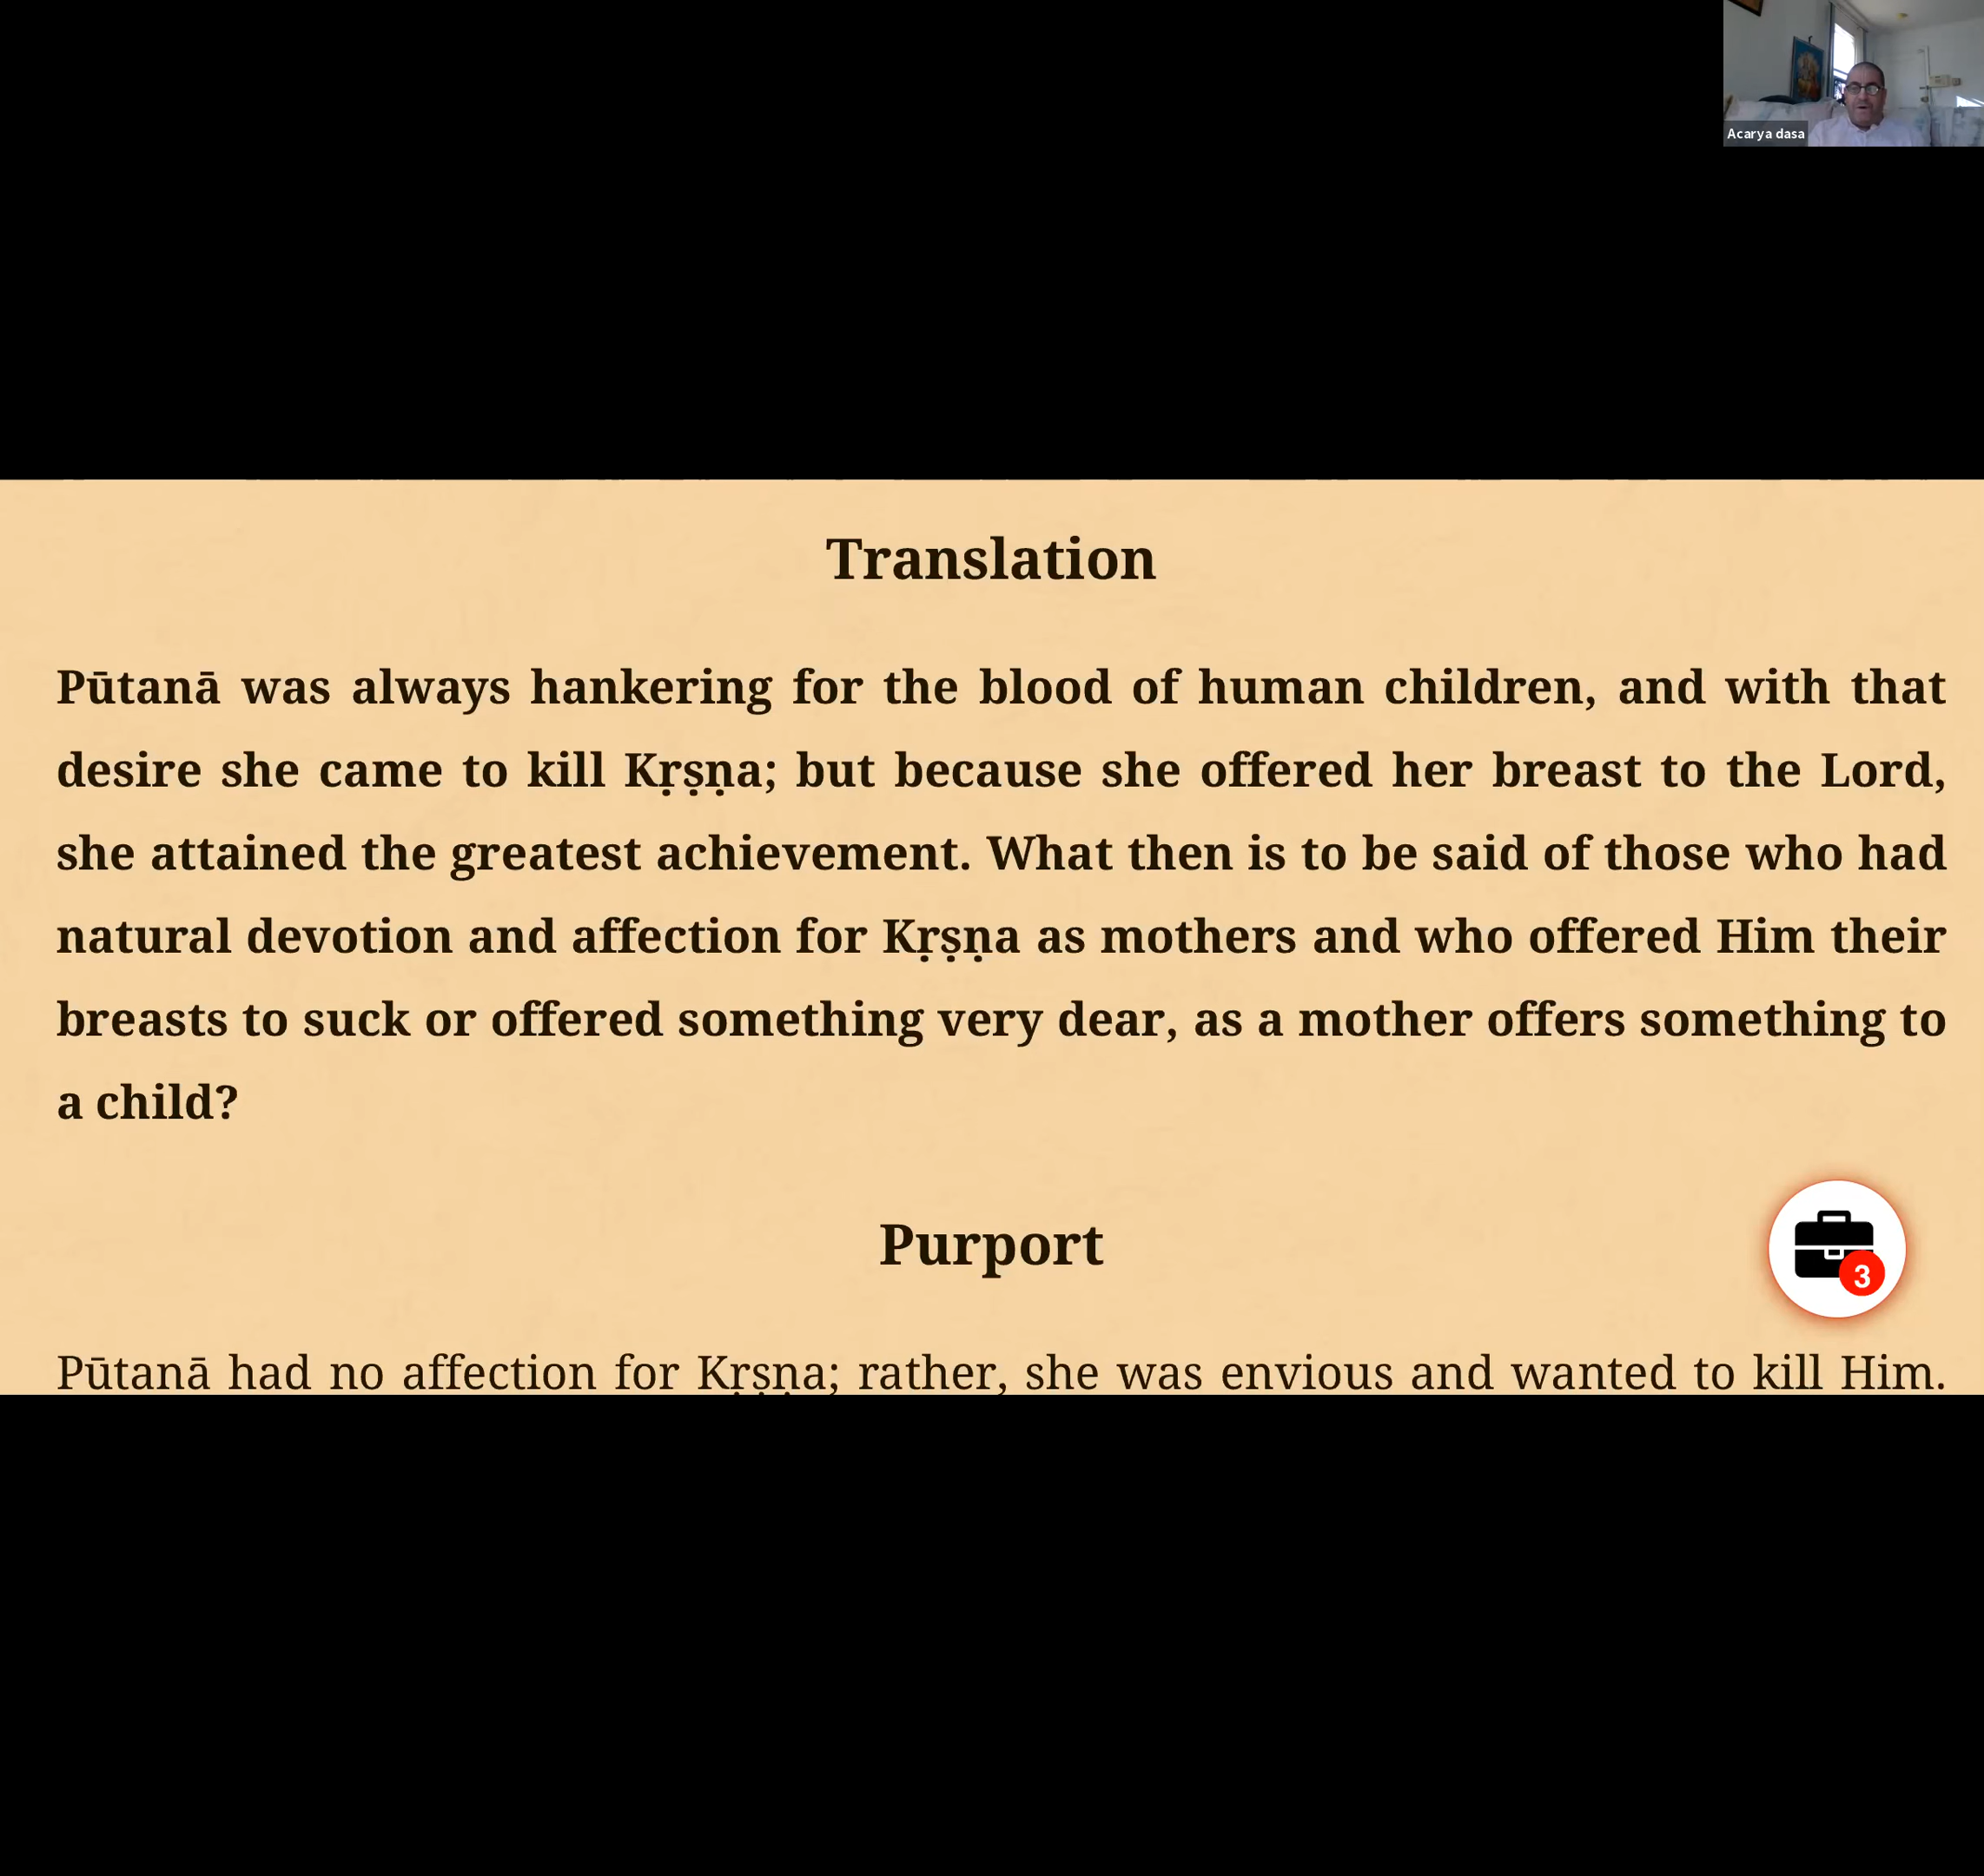 Acarya dasa
Translation
Pūtanā was always hankering for the blood of human children, and with that
desire she came to kill Kṛṣṇa; but because she offered her breast to the Lord,
she attained the greatest achievement. What then is to be said of those who had
natural devotion and affection for Kṛṣṇa as mothers and who offered Him their
breasts to suck or offered something very dear, as a mother offers something to
a child?
Purport
3
Pūtanā had no affection for Kṛṣṇa; rather, she was envious and wanted to kill Him.